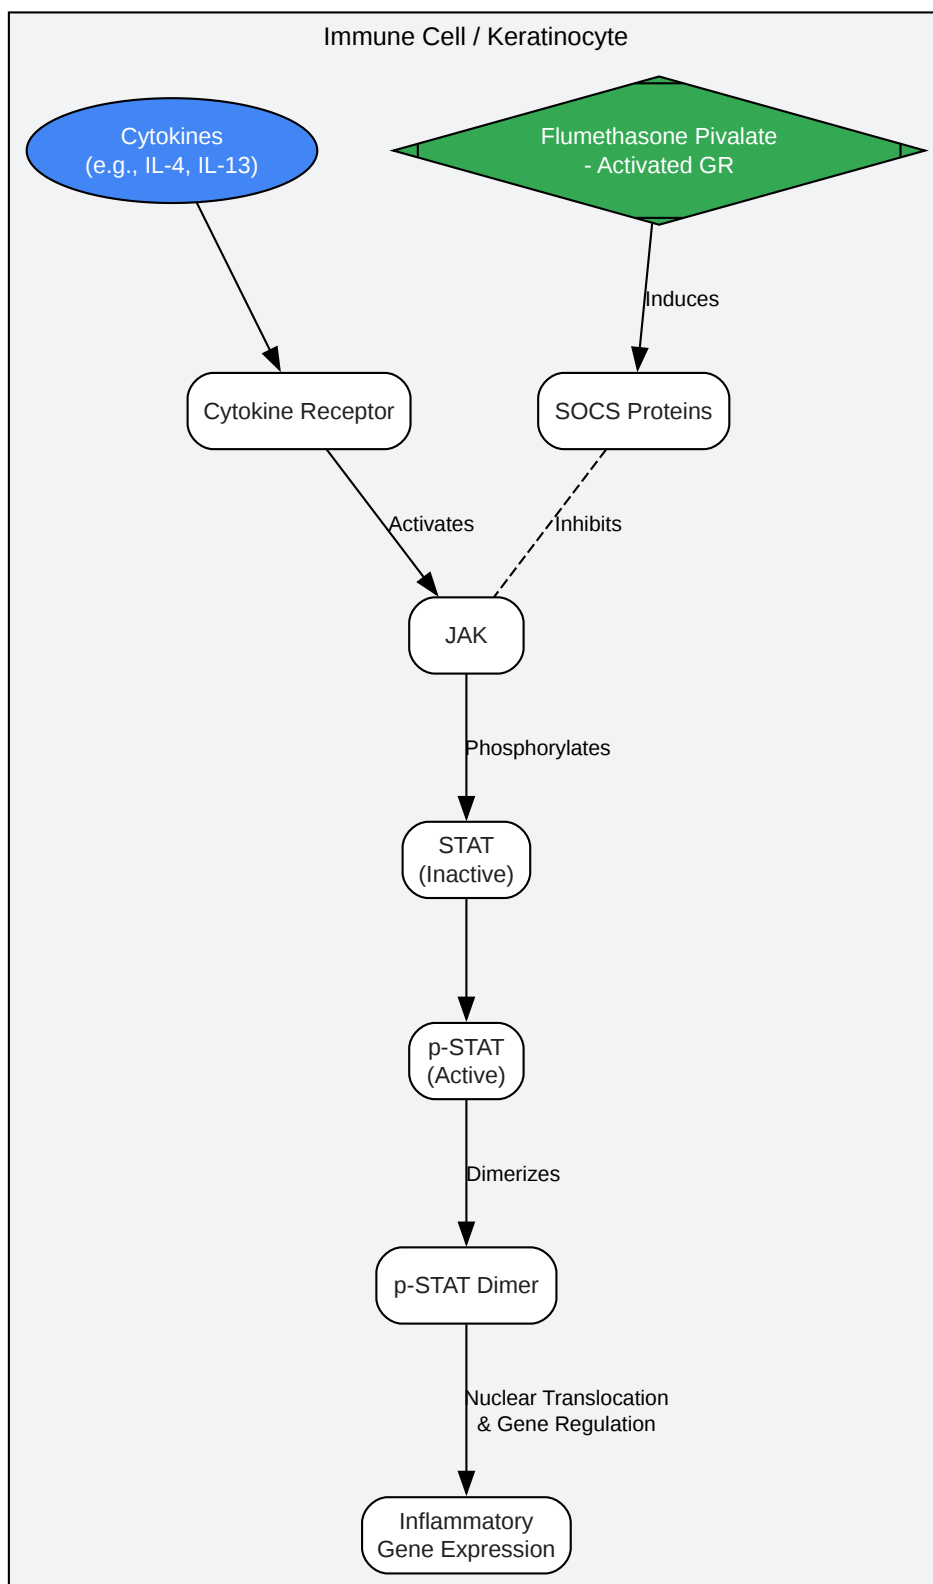 Immune Cell / Keratinocyte
Cytokines
(e.g., IL-4, IL-13)
Flumethasone Pivalate
- Activated GR
Induces
Cytokine Receptor
SOCS Proteins
Activates
Inhibits
JAK
Phosphorylates
STAT
(Inactive)
p-STAT
(Active)
Dimerizes
p-STAT Dimer
Nuclear Translocation
& Gene Regulation
Inflammatory
Gene Expression